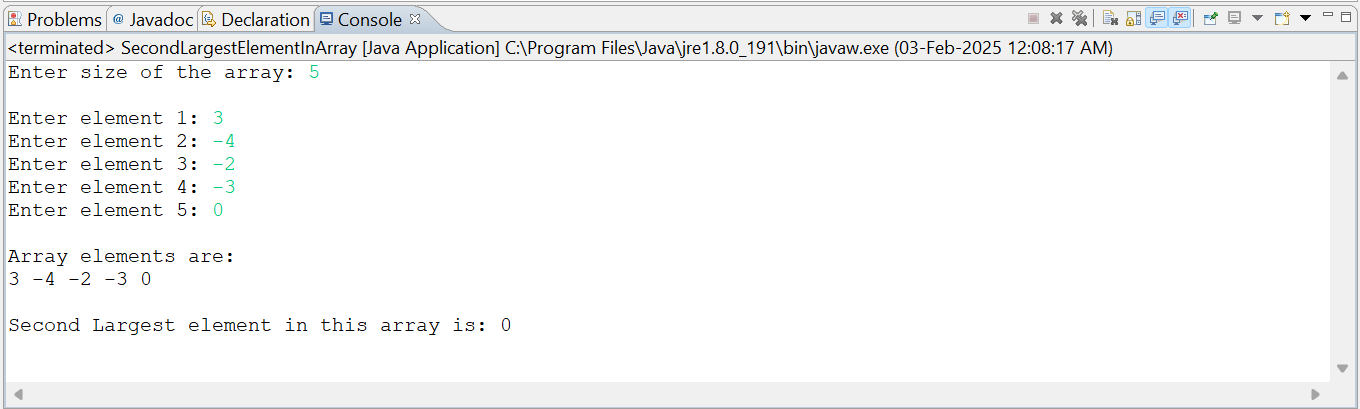 Problems @ Javadoc Declaration Console
<terminated> SecondLargestElementInArray [Java Application] C:\Program Files\Java\jre1.8.0_191\bin\javaw.exe (03-Feb-2025 12:08:17 AM)
Enter size of the array: 5
Enter element 1: 3
Enter element 2: -4
Enter element 3: -2
Enter element 4: -3
Enter element 5: 0
Array elements are:
3 -4 -2 -3 0
Second Largest element in this array is: 0